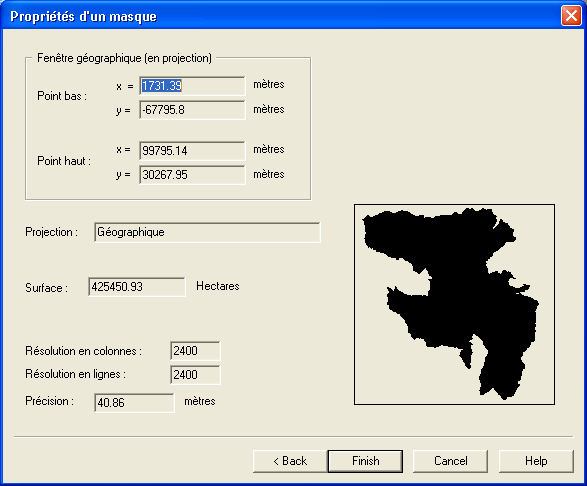 Propriétés d'un masque
Fenêtre géographique (en projection)
Point bas :
x = 1731.39 mètres
y = -67795.8 mètres
Point haut :
x = 99795.14 mètres
y = 30267.95 mètres
Projection : Géographique
Surface : 425450.93 Hectares
Résolution en colonnes : 2400
Résolution en lignes : 2400
Précision : 40.86 mètres
< Back Finish Cancel Help